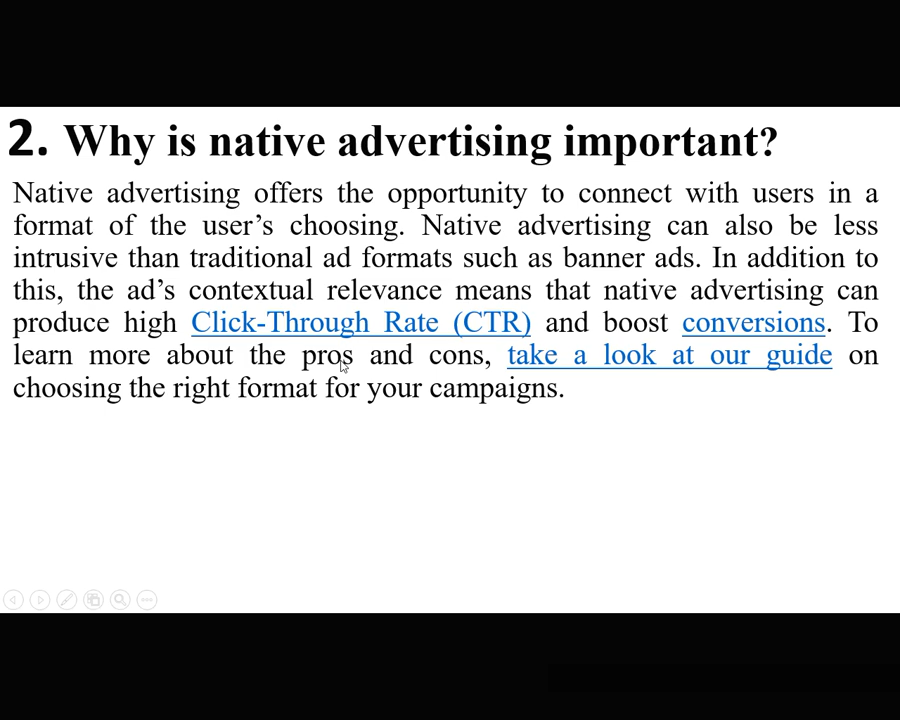 2. Why is native advertising important?
Native advertising offers the opportunity to connect with users in a
format of the user’s choosing. Native advertising can also be less
intrusive than traditional ad formats such as banner ads. In addition to
this, the ad’s contextual relevance means that native advertising can
produce high Click-Through Rate (CTR) and boost conversions. To
learn more about the pros and cons, take a look at our guide on
choosing the right format for your campaigns.